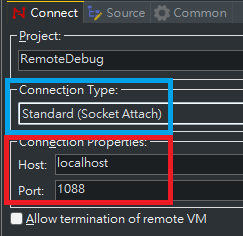 Connect Source Common
Project:
RemoteDebug
Connection Type:
Standard (Socket Attach)
Connection Properties:
Host: localhost
Port: 1088
Allow termination of remote VM